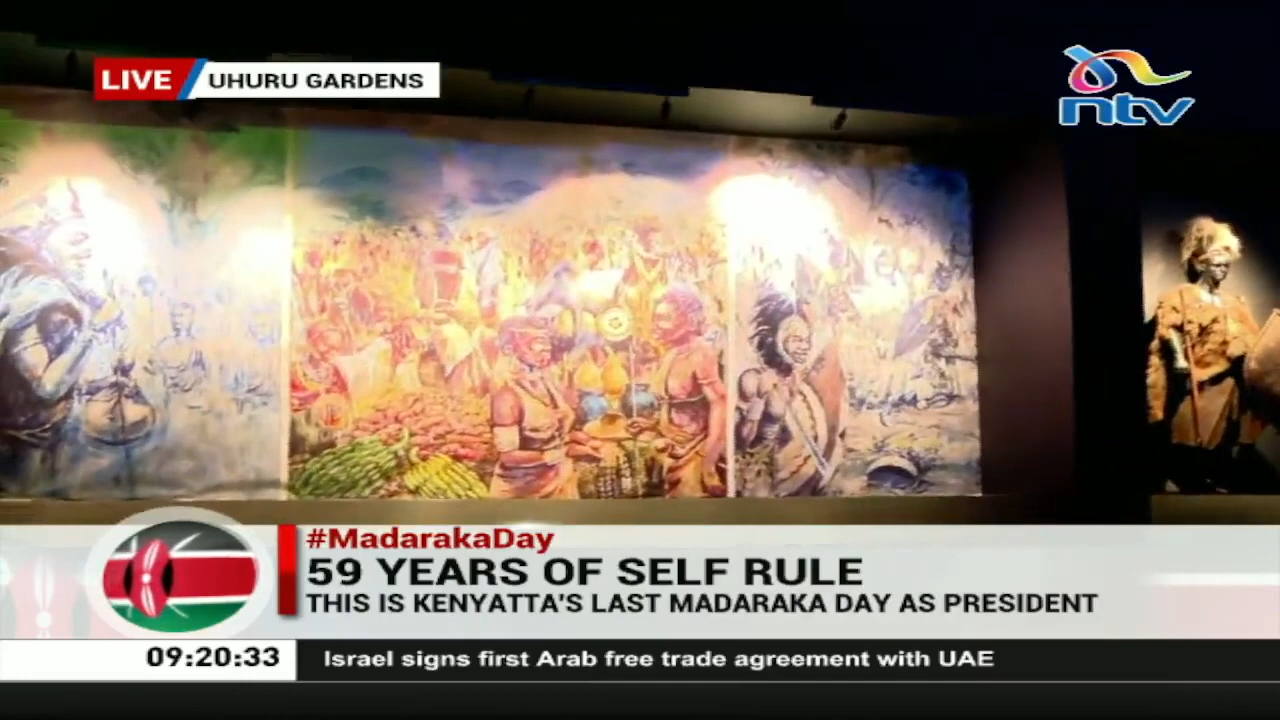 LIVE UHURU GARDENS
ntv
#MadarakaDay
59 YEARS OF SELF RULE
THIS IS KENYATTA'S LAST MADARAKA DAY AS PRESIDENT
09:20:33 Israel signs first Arab free trade agreement with UAE